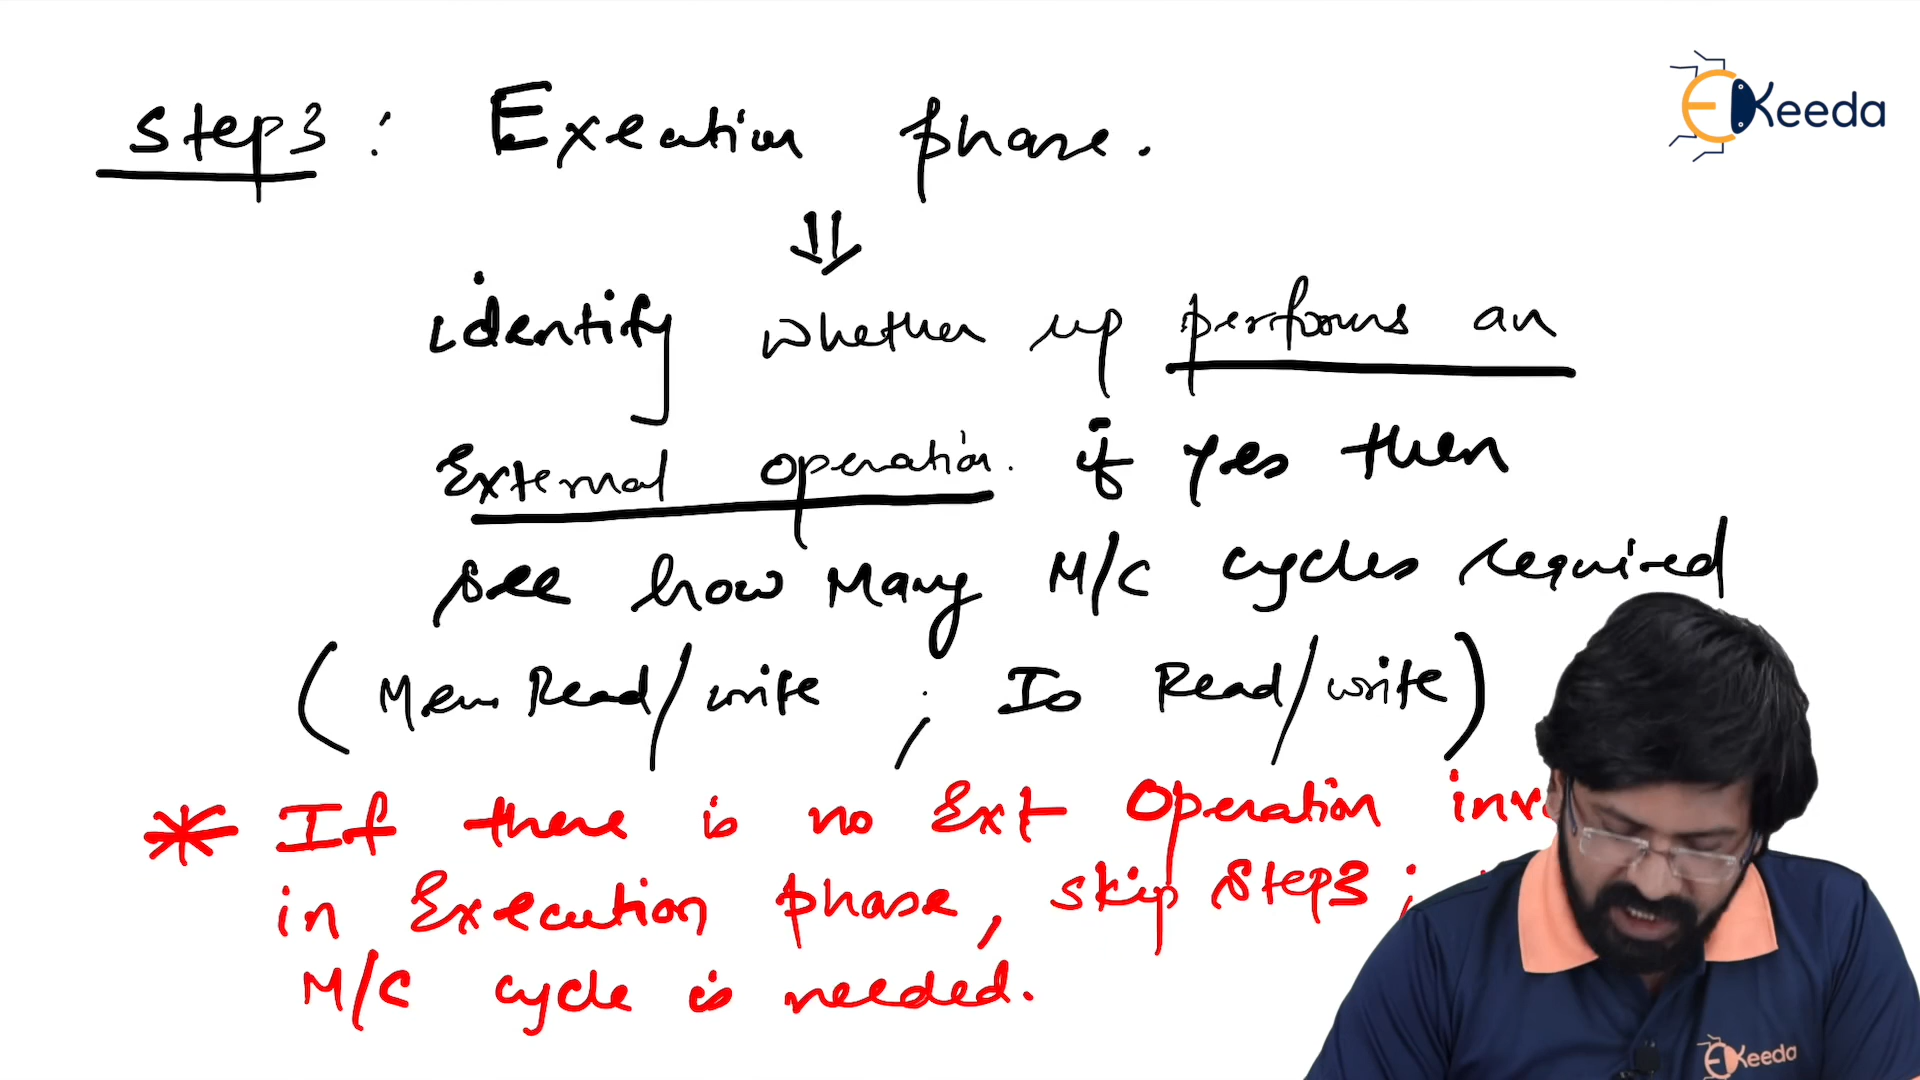 Step3: Execution phase.
EKeeda
⇓
identify whether up performs an
External operation. if yes then
see how Many M/C cycles required
(Mem Read/write ; Io Read/write)
* If there is no Ext Operation
in Execution phase, skip Step3;
M/C cycle is needed.
EKeeda